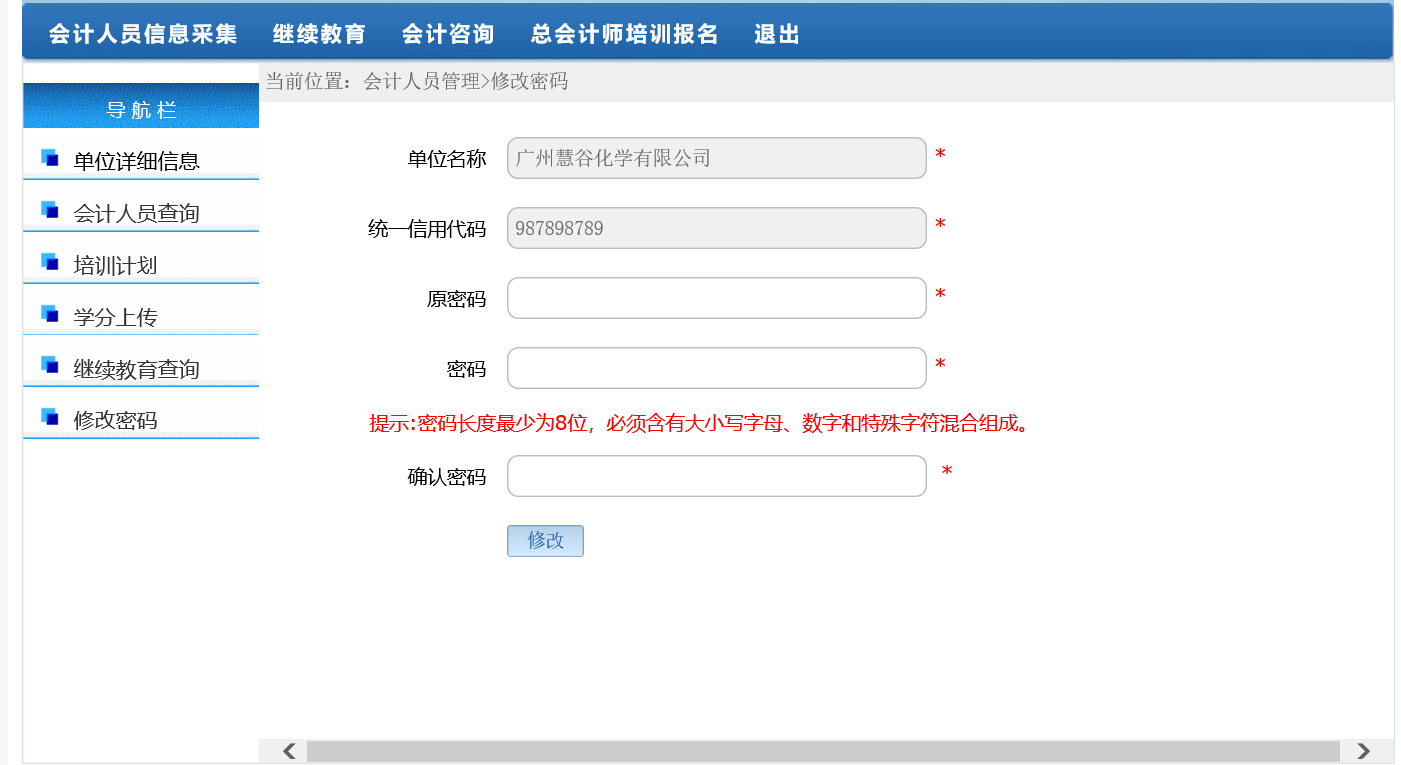 会计人员信息采集 继续教育 会计咨询 总会计师培训报名 退出
当前位置：会计人员管理>修改密码
导航栏
单位详细信息
会计人员查询
培训计划
学分上传
继续教育查询
修改密码
单位名称 广州慧谷化学有限公司 *
统一信用代码 987898789 *
原密码 *
密码 *
提示:密码长度最少为8位，必须含有大小写字母、数字和特殊字符混合组成。
确认密码 *
修改